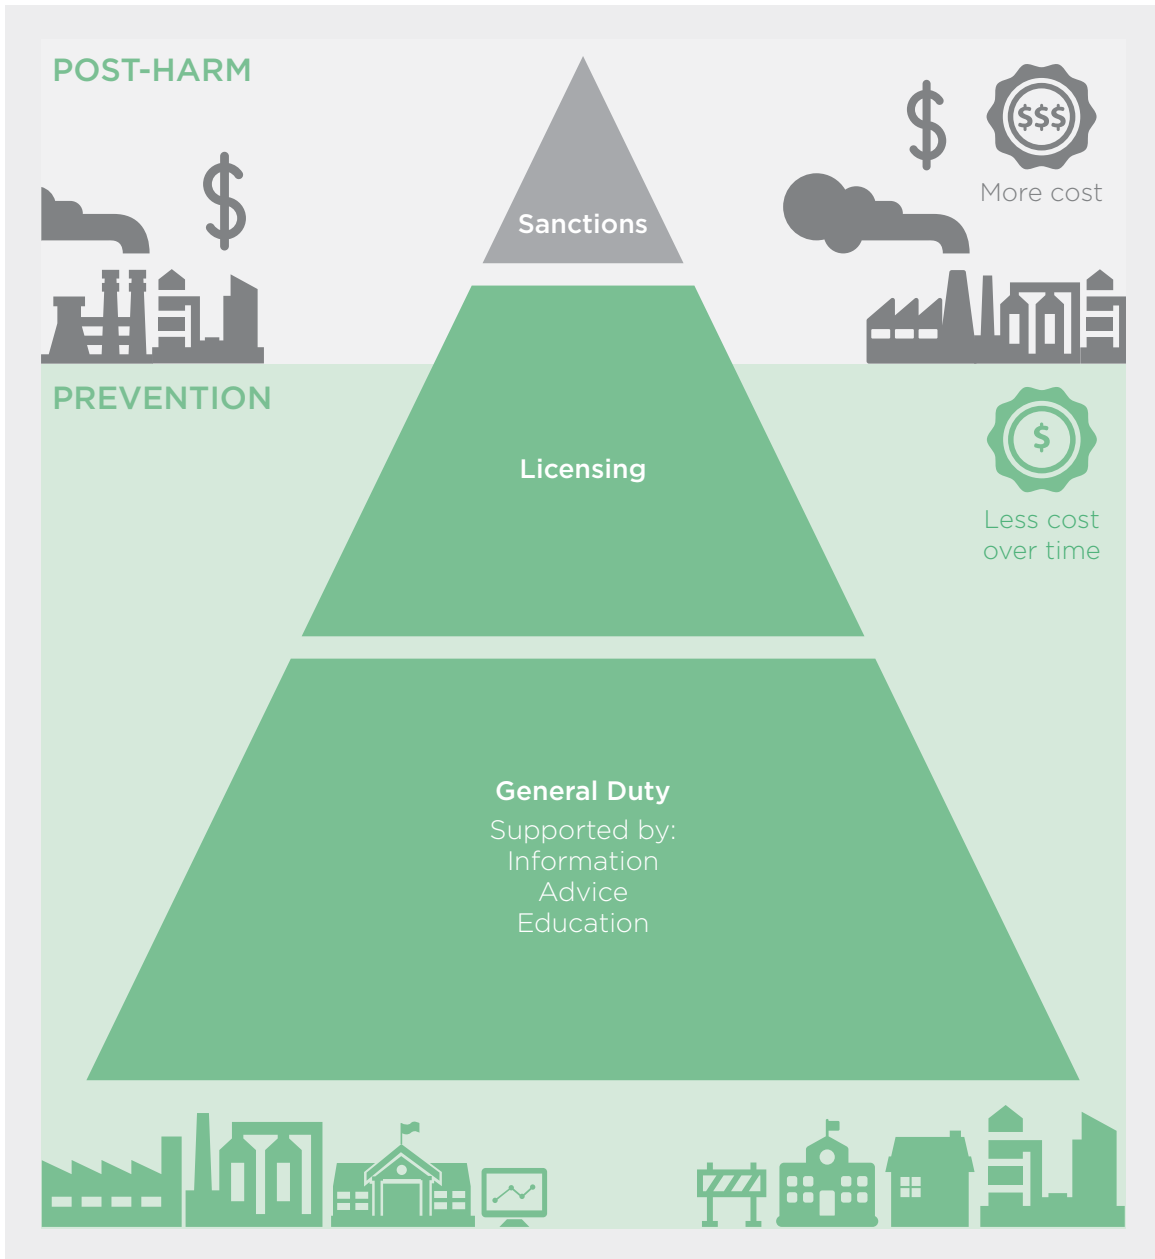 POST-HARM
$
$
$$$
More cost
Sanctions
PREVENTION
$
Less cost
over time
Licensing
General Duty
Supported by:
Information
Advice
Education